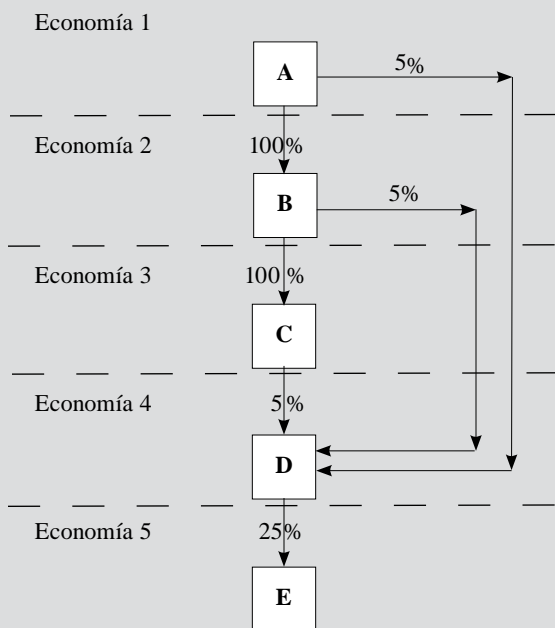 Economía 1
A
5%
Economía 2
100%
B
5%
Economía 3
100%
C
Economía 4
5%
D
Economía 5
25%
E